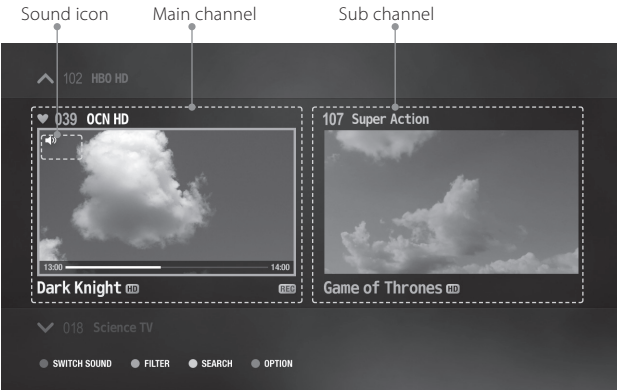 Sound icon Main channel Sub channel
102 HBO HD
039 OCN HD
107 Super Action
13:00 14:00
Dark Knight HD RED
Game of Thrones HD
018 Science TV
SWITCH SOUND FILTER SEARCH OPTION